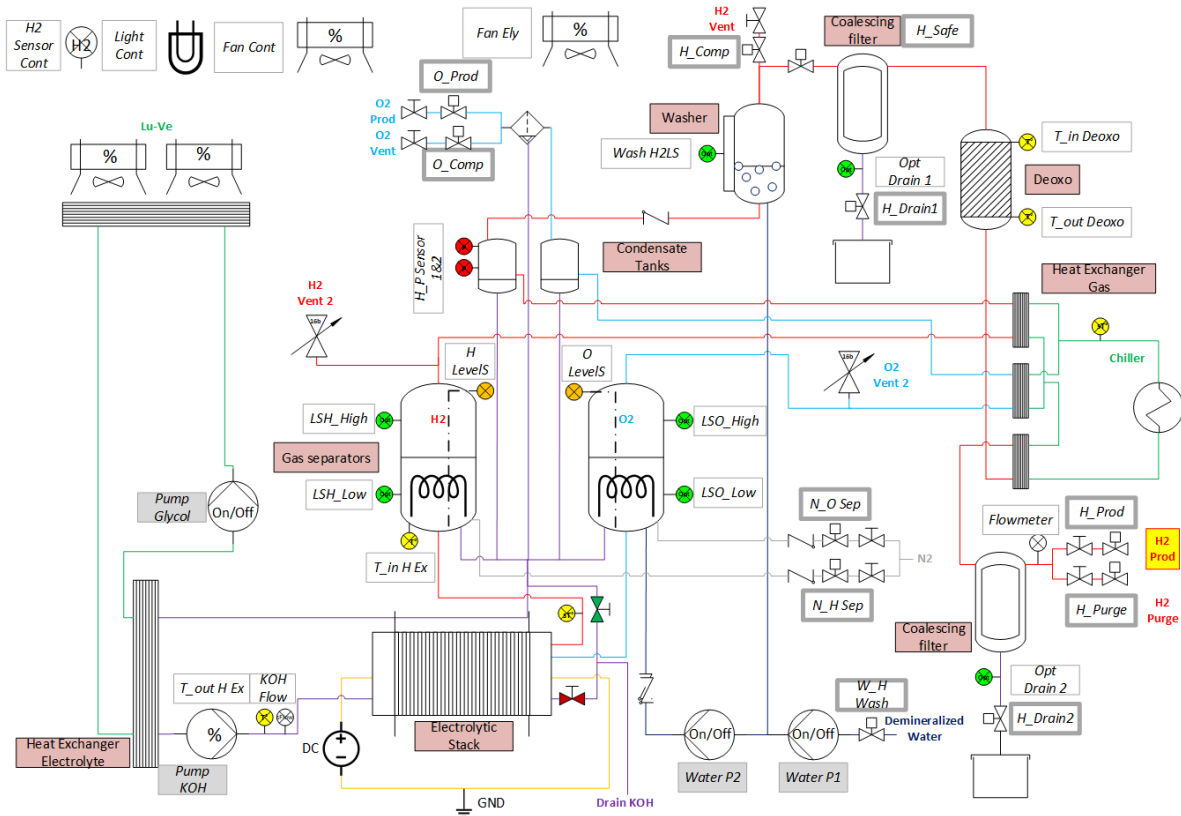 H2
Sensor
Cont
H2
Light
Cont
Fan Cont
%
Fan Ely
%
H2
Vent
H_Comp
Coalescing
filter
H_Safe
O_Prod
O2
Prod
O2
Vent
O_Comp
Lu-Ve
%
%
Washer
Wash H2LS
Opt
Drain 1
H_Drain1
T_in Deoxo
Deoxo
T_out Deoxo
H_P Sensor
1&2
Condensate
Tanks
Heat Exchanger
Gas
H2
Vent 2
16b
H
LevelS
O
LevelS
16b
O2
Vent 2
Chiller
LSH_High
H2
O2
LSO_High
Gas separators
LSH_Low
LSO_Low
Pump
Glycol
On/Off
T_in H Ex
N_O Sep
N2
N_H Sep
Flowmeter
H_Prod
H2
Prod
H_Purge
H2
Purge
Coalescing
filter
T_out H Ex
KOH
Flow
%
Heat Exchanger
Electrolyte
Pump
KOH
DC
Electrolytic
Stack
GND
Drain KOH
On/Off
Water P2
On/Off
Water P1
W_H
Wash
Demineralized
Water
Opt
Drain 2
H_Drain2